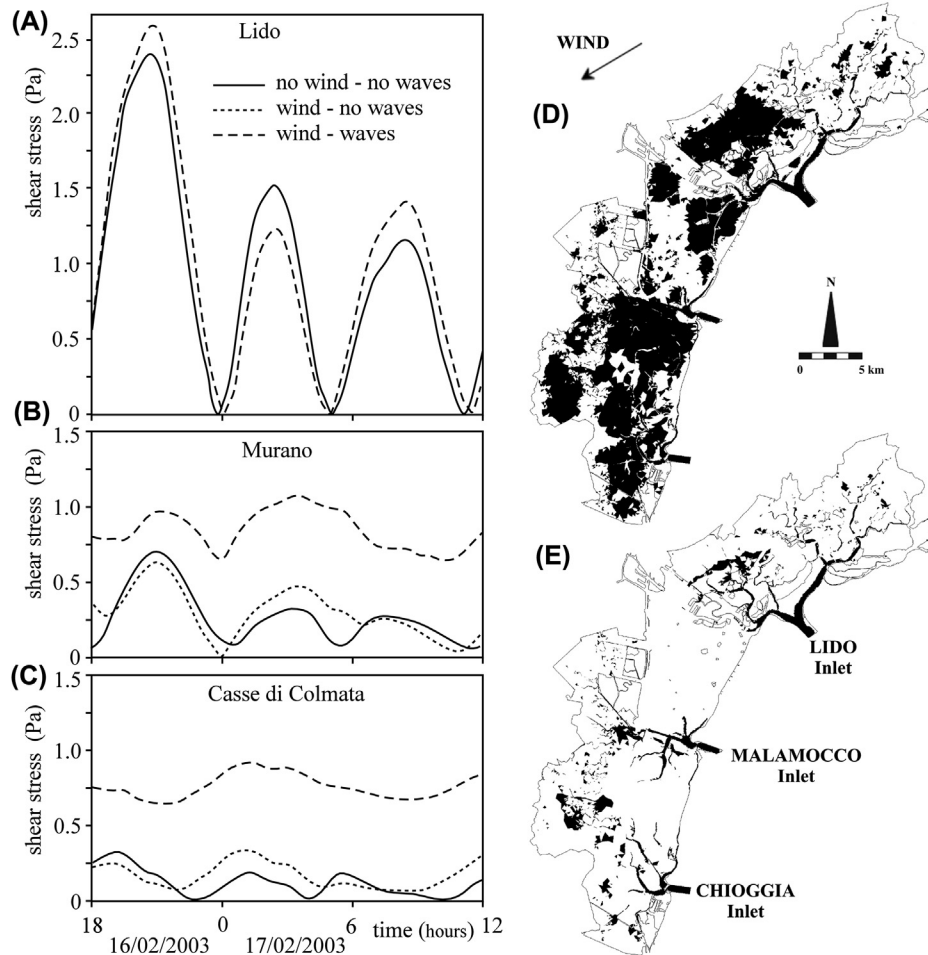 (A)
Lido
shear stress (Pa)
2.5
2.0
1.5
1.0
0.5
0
no wind - no waves
wind - no waves
wind - waves
(B)
Murano
shear stress (Pa)
1.5
1.0
0.5
0
(C)
Casse di Colmata
shear stress (Pa)
1.5
1.0
0.5
0
18 0 6 time (hours) 12
16/02/2003 17/02/2003
WIND
(D)
N
0 5 km
(E)
LIDO
Inlet
MALAMOCCO
Inlet
CHIOGGIA
Inlet